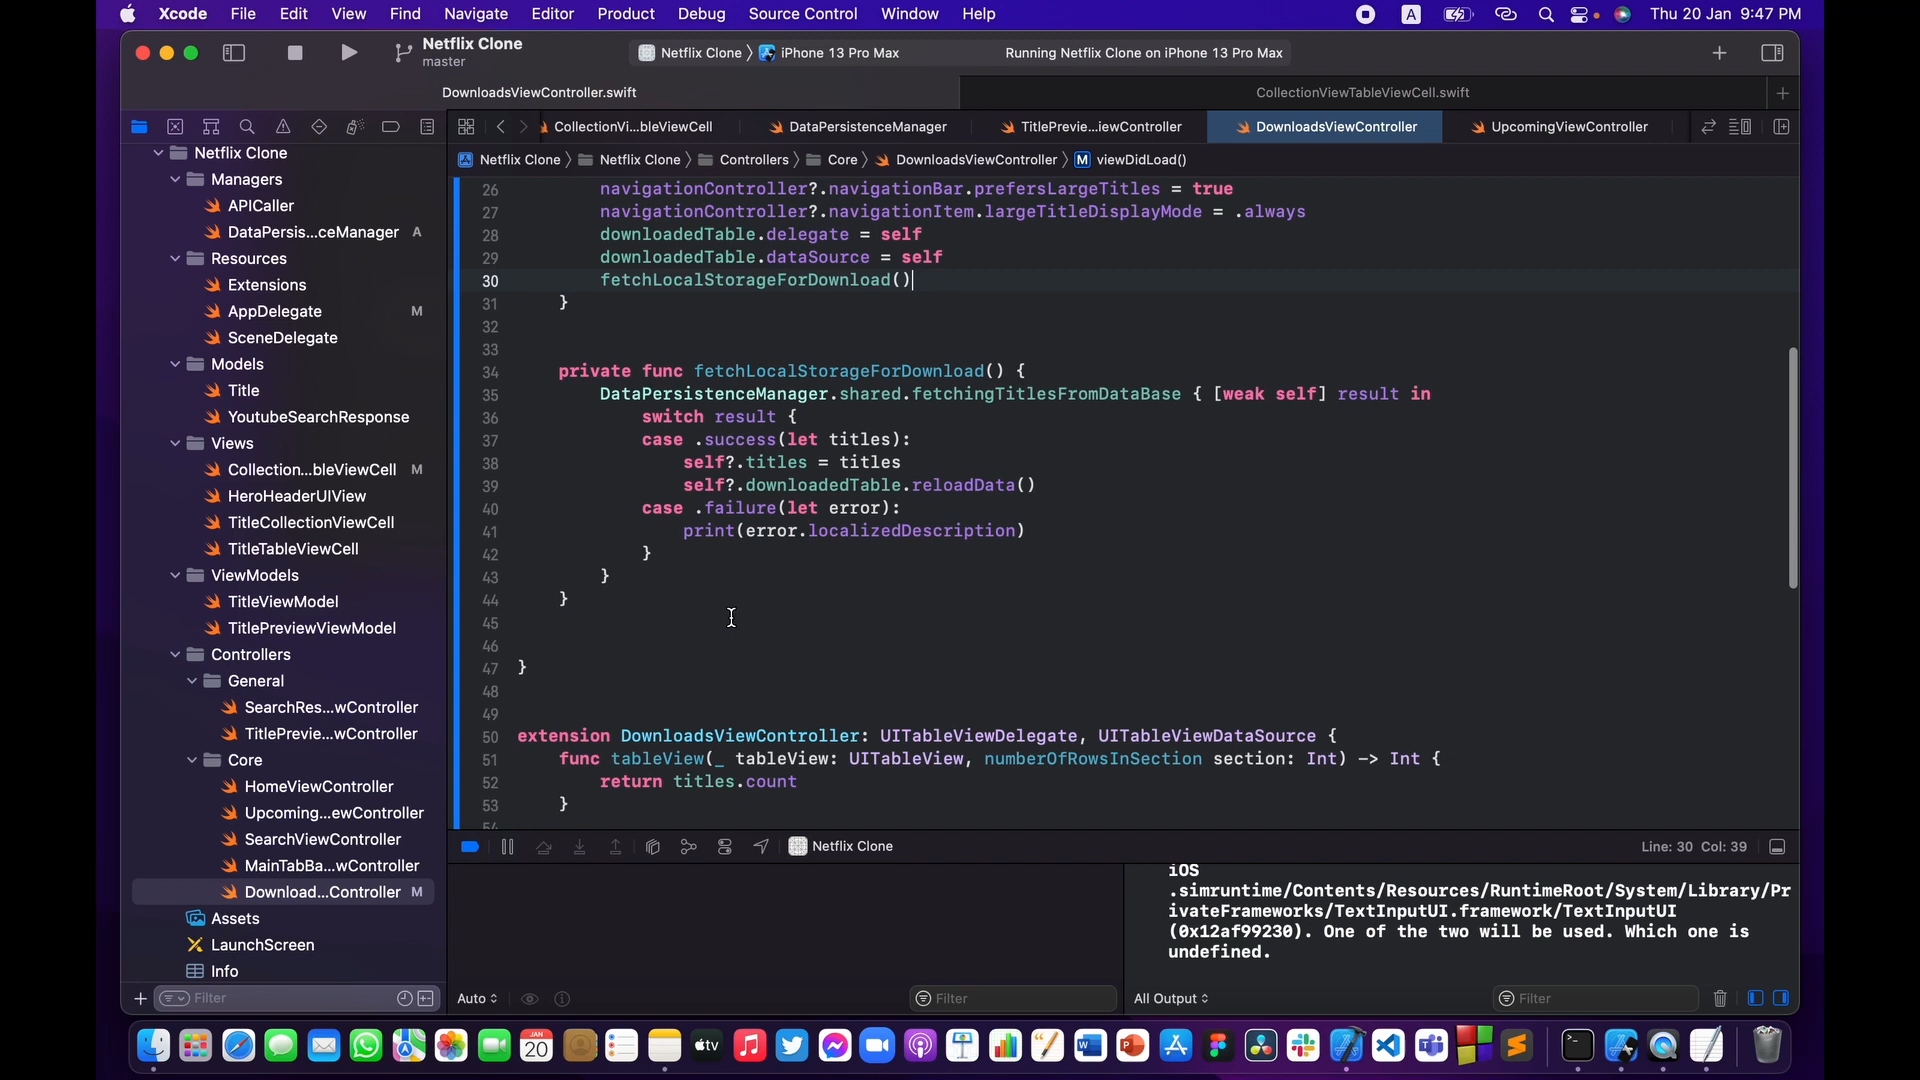 Xcode File Edit View Find Navigate Editor Product Debug Source Control Window Help A Thu 20 Jan 9:47 PM
Netflix Clone
master
Netflix Clone 〉 iPhone 13 Pro Max
Running Netflix Clone on iPhone 13 Pro Max
DownloadsViewController.swift
CollectionViewTableViewCell.swift
CollectionVi...bleViewCell
DataPersistenceManager
TitlePrevie...iewController
DownloadsViewController
UpcomingViewController
Netflix Clone 〉 Netflix Clone 〉 Controllers 〉 Core 〉 DownloadsViewController 〉 M viewDidLoad()
Netflix Clone
Managers
APICaller
DataPersis...ceManager A
Resources
Extensions
AppDelegate M
SceneDelegate
Models
Title
YoutubeSearchResponse
Views
Collection...bleViewCell M
HeroHeaderUIView
TitleCollectionViewCell
TitleTableViewCell
ViewModels
TitleViewModel
TitlePreviewViewModel
Controllers
General
SearchRes...wController
TitlePrevie...wController
Core
HomeViewController
Upcoming...ewController
SearchViewController
MainTabBa...wController
Download...Controller M
Assets
LaunchScreen
Info
Filter
26 navigationController?.navigationBar.prefersLargeTitles = true
27 navigationController?.navigationItem.largeTitleDisplayMode = .always
28 downloadedTable.delegate = self
29 downloadedTable.dataSource = self
30 fetchLocalStorageForDownload()
31 }
32
33
34 private func fetchLocalStorageForDownload() {
35 DataPersistenceManager.shared.fetchingTitlesFromDataBase { [weak self] result in
36 switch result {
37 case .success(let titles):
38 self?.titles = titles
39 self?.downloadedTable.reloadData()
40 case .failure(let error):
41 print(error.localizedDescription)
42 }
43 }
44 }
45
46
47 }
48
49
50 extension DownloadsViewController: UITableViewDelegate, UITableViewDataSource {
51 func tableView(_ tableView: UITableView, numberOfRowsInSection section: Int) -> Int {
52 return titles.count
53 }
54
Netflix Clone
Line: 30 Col: 39
iOS
.simruntime/Contents/Resources/RuntimeRoot/System/Library/Pr
ivateFrameworks/TextInputUI.framework/TextInputUI
(0x12af99230). One of the two will be used. Which one is
undefined.
Auto
Filter
All Output
Filter
JAN
20
tv